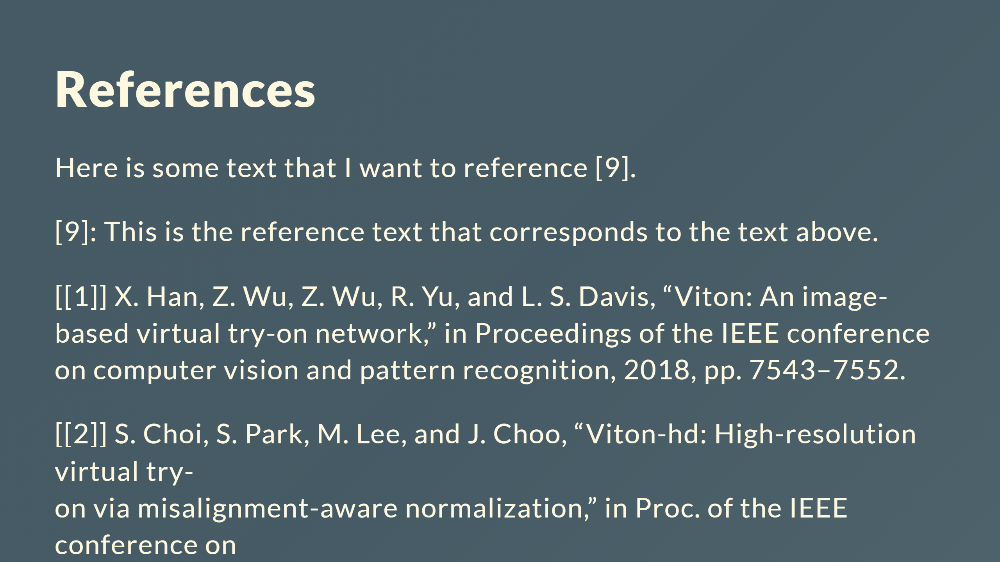 References
Here is some text that I want to reference [9].
[9]: This is the reference text that corresponds to the text above.
[[1]] X. Han, Z. Wu, Z. Wu, R. Yu, and L. S. Davis, “Viton: An image-
based virtual try-on network,” in Proceedings of the IEEE conference
on computer vision and pattern recognition, 2018, pp. 7543–7552.
[[2]] S. Choi, S. Park, M. Lee, and J. Choo, “Viton-hd: High-resolution
virtual try-
on via misalignment-aware normalization,” in Proc. of the IEEE
conference on